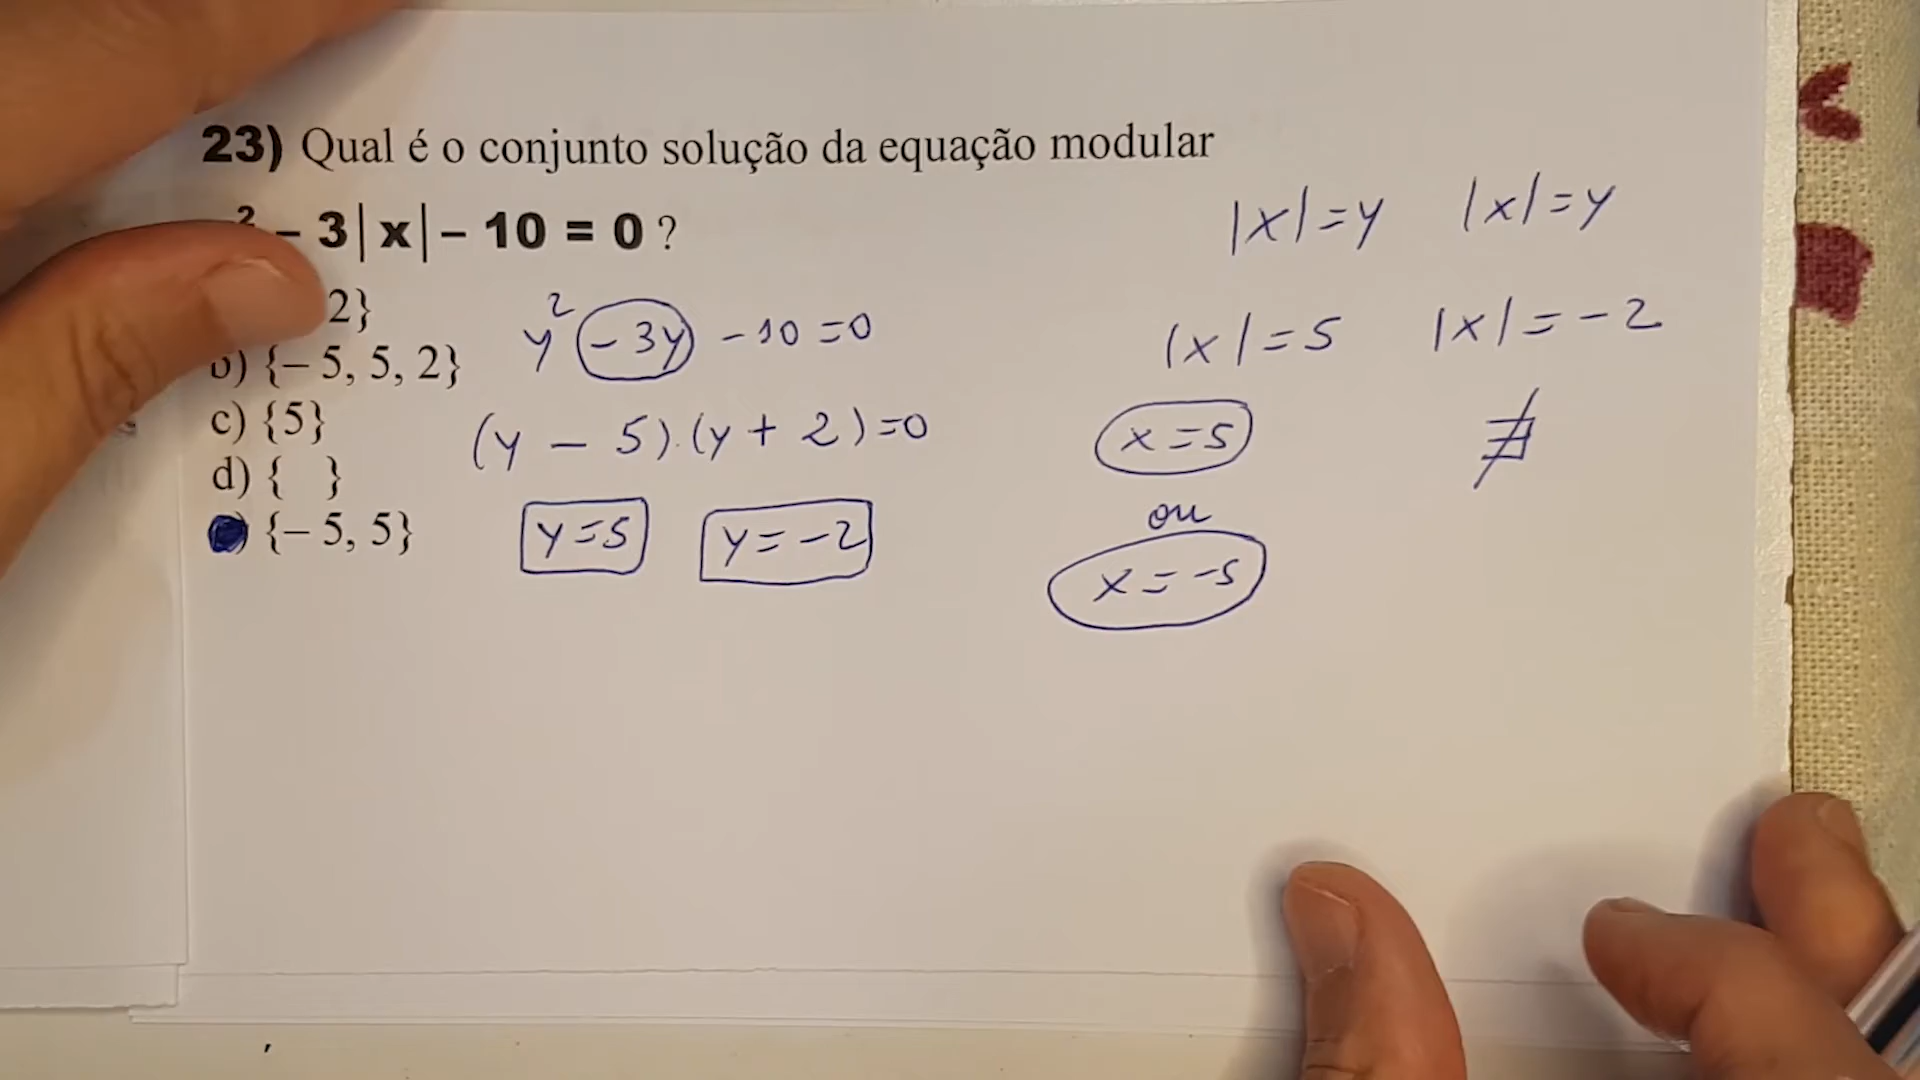 23) Qual é o conjunto solução da equação modular
² – 3|x| – 10 = 0 ?
2}
b) {– 5, 5, 2}
c) {5}
d) { }
) {– 5, 5}
y² – 3y – 10 = 0
(y – 5).(y + 2) = 0
y = 5 y = –2
|x| = y |x| = y
|x| = 5 |x| = –2
x = 5 ∄
ou
x = –5